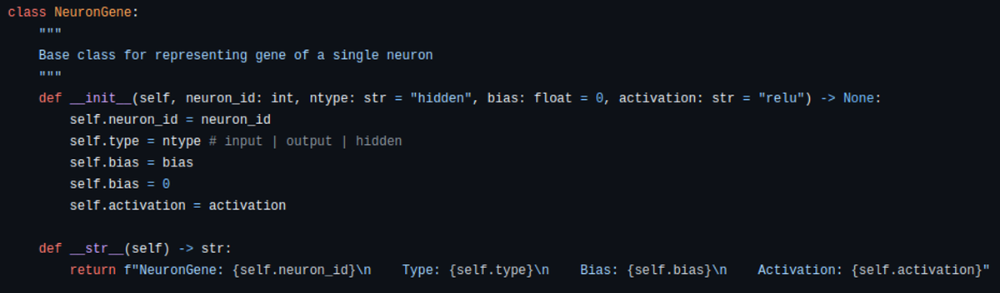 class NeuronGene:
    """
    Base class for representing gene of a single neuron
    """
    def __init__(self, neuron_id: int, ntype: str = "hidden", bias: float = 0, activation: str = "relu") -> None:
        self.neuron_id = neuron_id
        self.type = ntype # input | output | hidden
        self.bias = bias
        self.bias = 0
        self.activation = activation

    def __str__(self) -> str:
        return f"NeuronGene: {self.neuron_id}\n    Type: {self.type}\n    Bias: {self.bias}\n    Activation: {self.activation}"